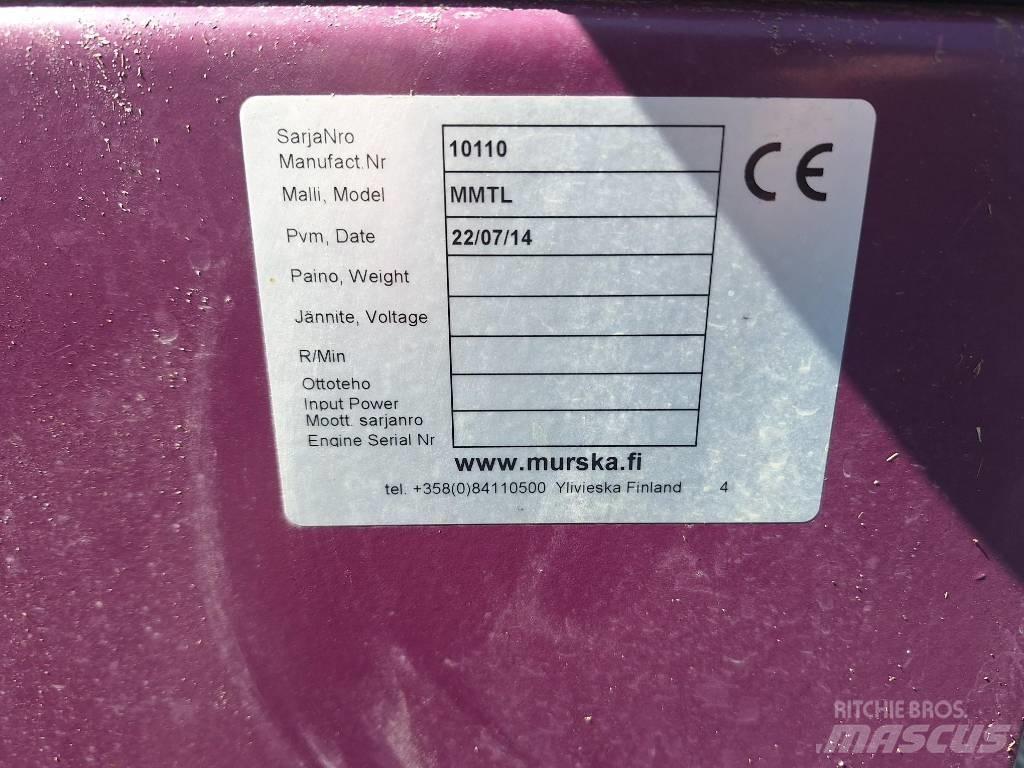 SarjaNro
Manufact.Nr
10110
Malli, Model
MMTL
Pvm, Date
22/07/14
Paino, Weight
Jännite, Voltage
R/Min
Ottoteho
Input Power
Moott. sarjanro
Engine Serial Nr
CE
www.murska.fi
tel. +358(0)84110500 Ylivieska Finland 4
RITCHIE BROS.
MASCUS